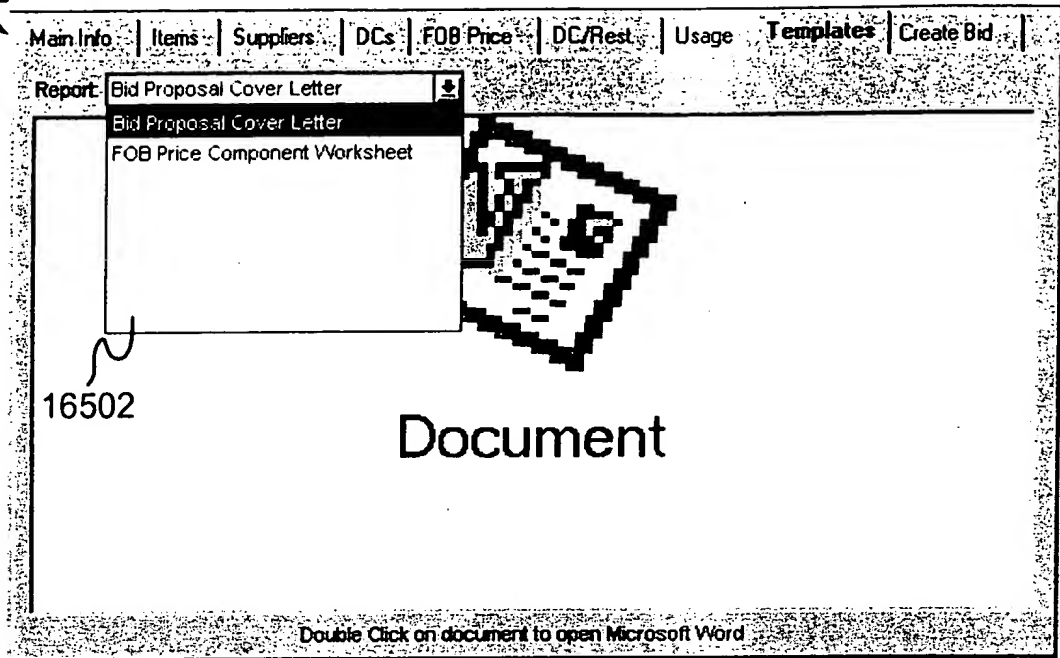 Main Info Items Suppliers DCs FOB Price DC/Rest. Usage Templates Create Bid
Report: Bid Proposal Cover Letter
Bid Proposal Cover Letter
FOB Price Component Worksheet
16502
Document
Double Click on document to open Microsoft Word